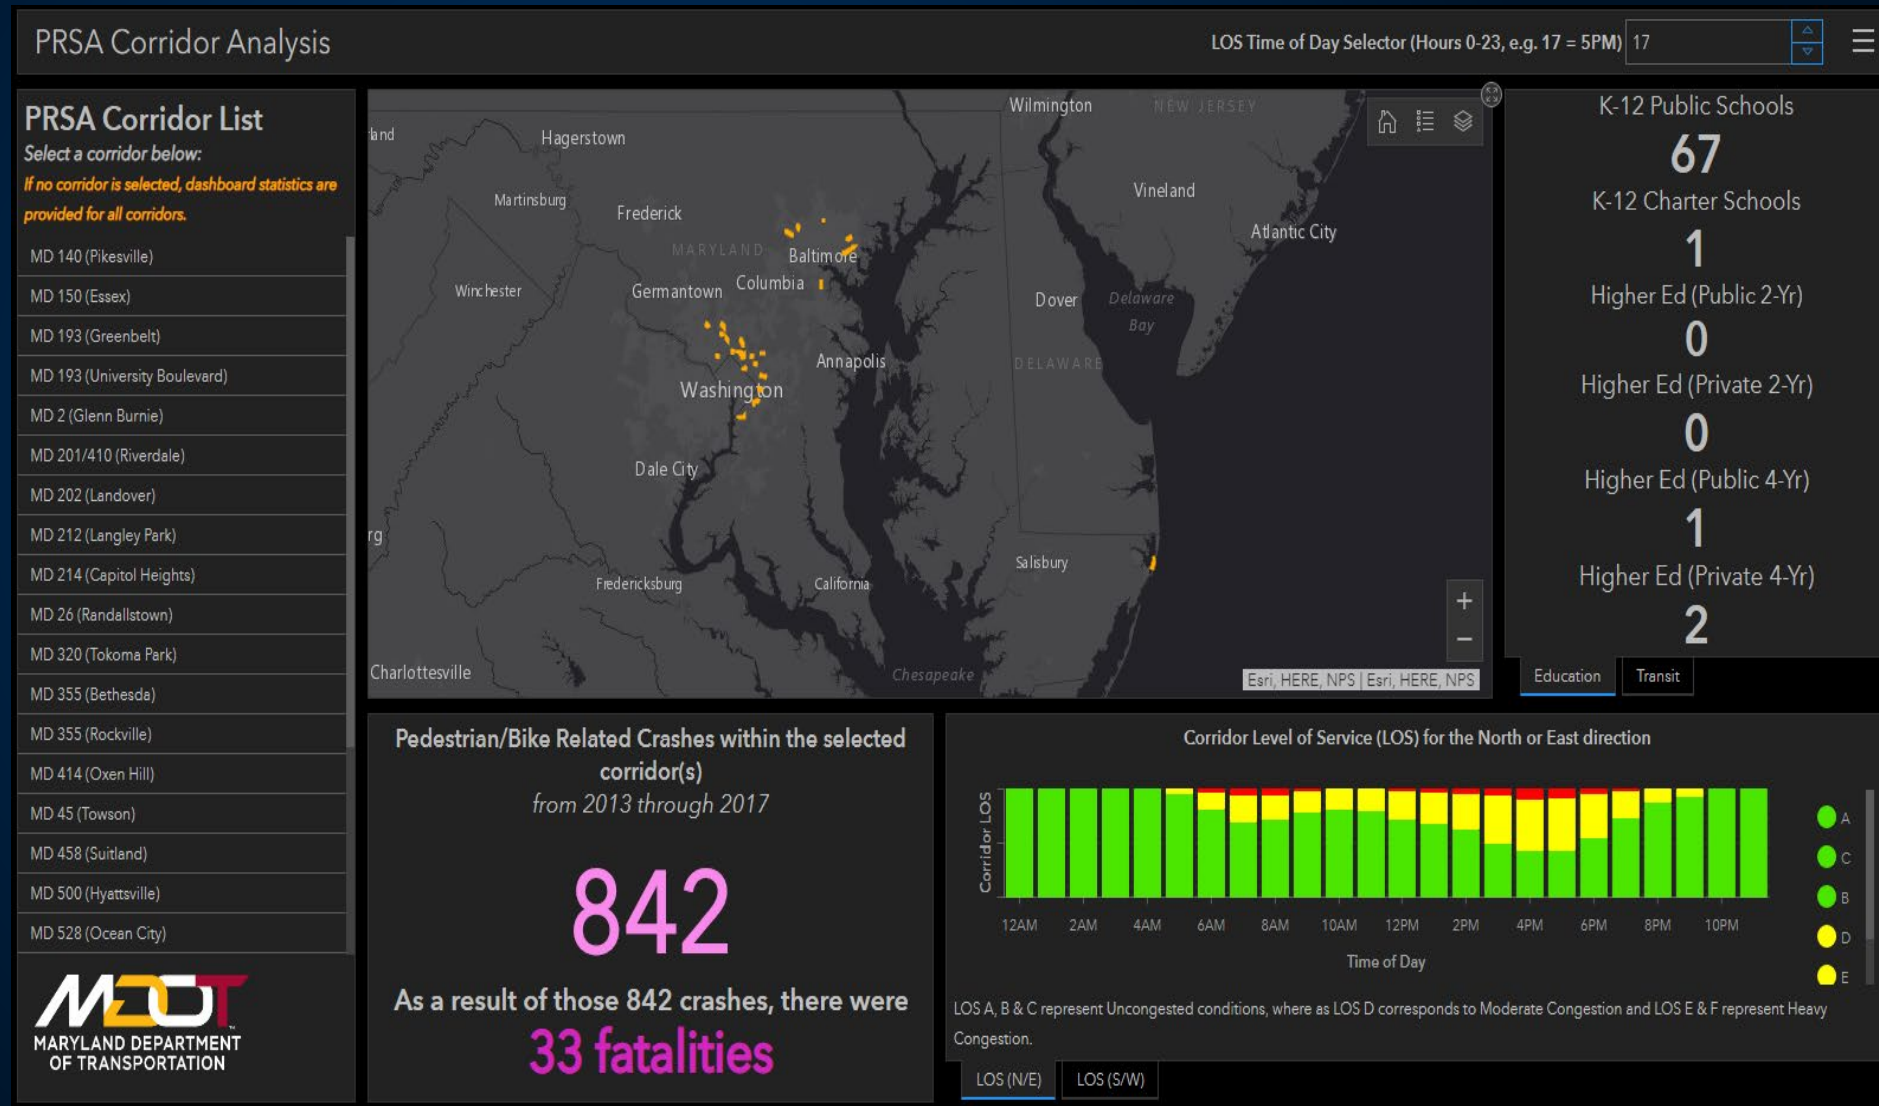 PRSA Corridor Analysis
LOS Time of Day Selector (Hours 0-23, e.g. 17 = 5PM) 17
PRSA Corridor List
Select a corridor below:
If no corridor is selected, dashboard statistics are
provided for all corridors.
MD 140 (Pikesville)
MD 150 (Essex)
MD 193 (Greenbelt)
MD 193 (University Boulevard)
MD 2 (Glenn Burnie)
MD 201/410 (Riverdale)
MD 202 (Landover)
MD 212 (Langley Park)
MD 214 (Capitol Heights)
MD 26 (Randallstown)
MD 320 (Tokoma Park)
MD 355 (Bethesda)
MD 355 (Rockville)
MD 414 (Oxen Hill)
MD 45 (Towson)
MD 458 (Suitland)
MD 500 (Hyattsville)
MD 528 (Ocean City)
MDOT
MARYLAND DEPARTMENT
OF TRANSPORTATION
Wilmington
NEW JERSEY
land
Hagerstown
Martinsburg
Frederick
Vineland
MARYLAND
Baltimore
Atlantic City
Winchester
Germantown
Columbia
Dover
Delaware
Bay
Annapolis
DELAWARE
Washington
Dale City
rg
Salisbury
Fredericksburg
California
Charlottesville
Chesapeake
+
−
Esri, HERE, NPS | Esri, HERE, NPS
K-12 Public Schools
67
K-12 Charter Schools
1
Higher Ed (Public 2-Yr)
0
Higher Ed (Private 2-Yr)
0
Higher Ed (Public 4-Yr)
1
Higher Ed (Private 4-Yr)
2
Education
Transit
Pedestrian/Bike Related Crashes within the selected
corridor(s)
from 2013 through 2017
842
As a result of those 842 crashes, there were
33 fatalities
Corridor Level of Service (LOS) for the North or East direction
Corridor LOS
12AM 2AM 4AM 6AM 8AM 10AM 12PM 2PM 4PM 6PM 8PM 10PM
Time of Day
A
C
B
D
E
LOS A, B & C represent Uncongested conditions, where as LOS D corresponds to Moderate Congestion and LOS E & F represent Heavy
Congestion.
LOS (N/E)
LOS (S/W)